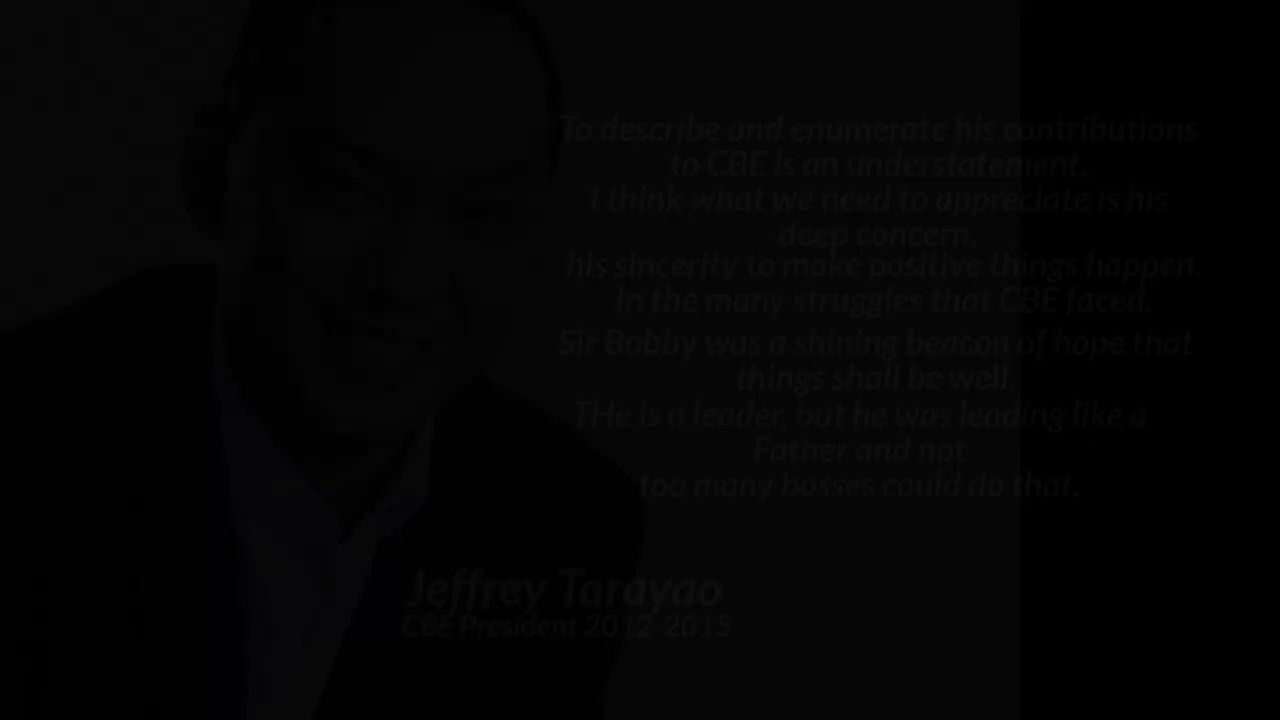 To describe and enumerate his contributions
to CBE is an understatement.
I think what we need to appreciate is his
deep concern,
his sincerity to make positive things happen.
In the many struggles that CBE faced.
Sir Bobby was a shining beacon of hope that
things shall be well.
THe is a leader, but he was leading like a
Father and not
too many bosses could do that.
Jeffrey Tarayao
CBE President 2012-2015